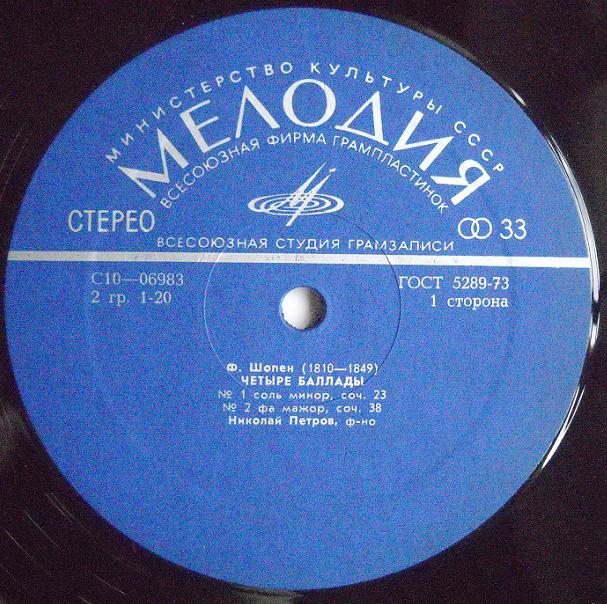 МИНИСТЕРСТВО КУЛЬТУРЫ СССР
МЕЛОДИЯ
ВСЕСОЮЗНАЯ ФИРМА ГРАМПЛАСТИНОК
СТЕРЕО
33
ВСЕСОЮЗНАЯ СТУДИЯ ГРАМЗАПИСИ
С10—06983
ГОСТ 5289-73
2 гр. 1-20
1 сторона
Ф. Шопен (1810—1849)
ЧЕТЫРЕ БАЛЛАДЫ
№ 1 соль минор, соч. 23
№ 2 фа мажор, соч. 38
Николай Петров, ф-но